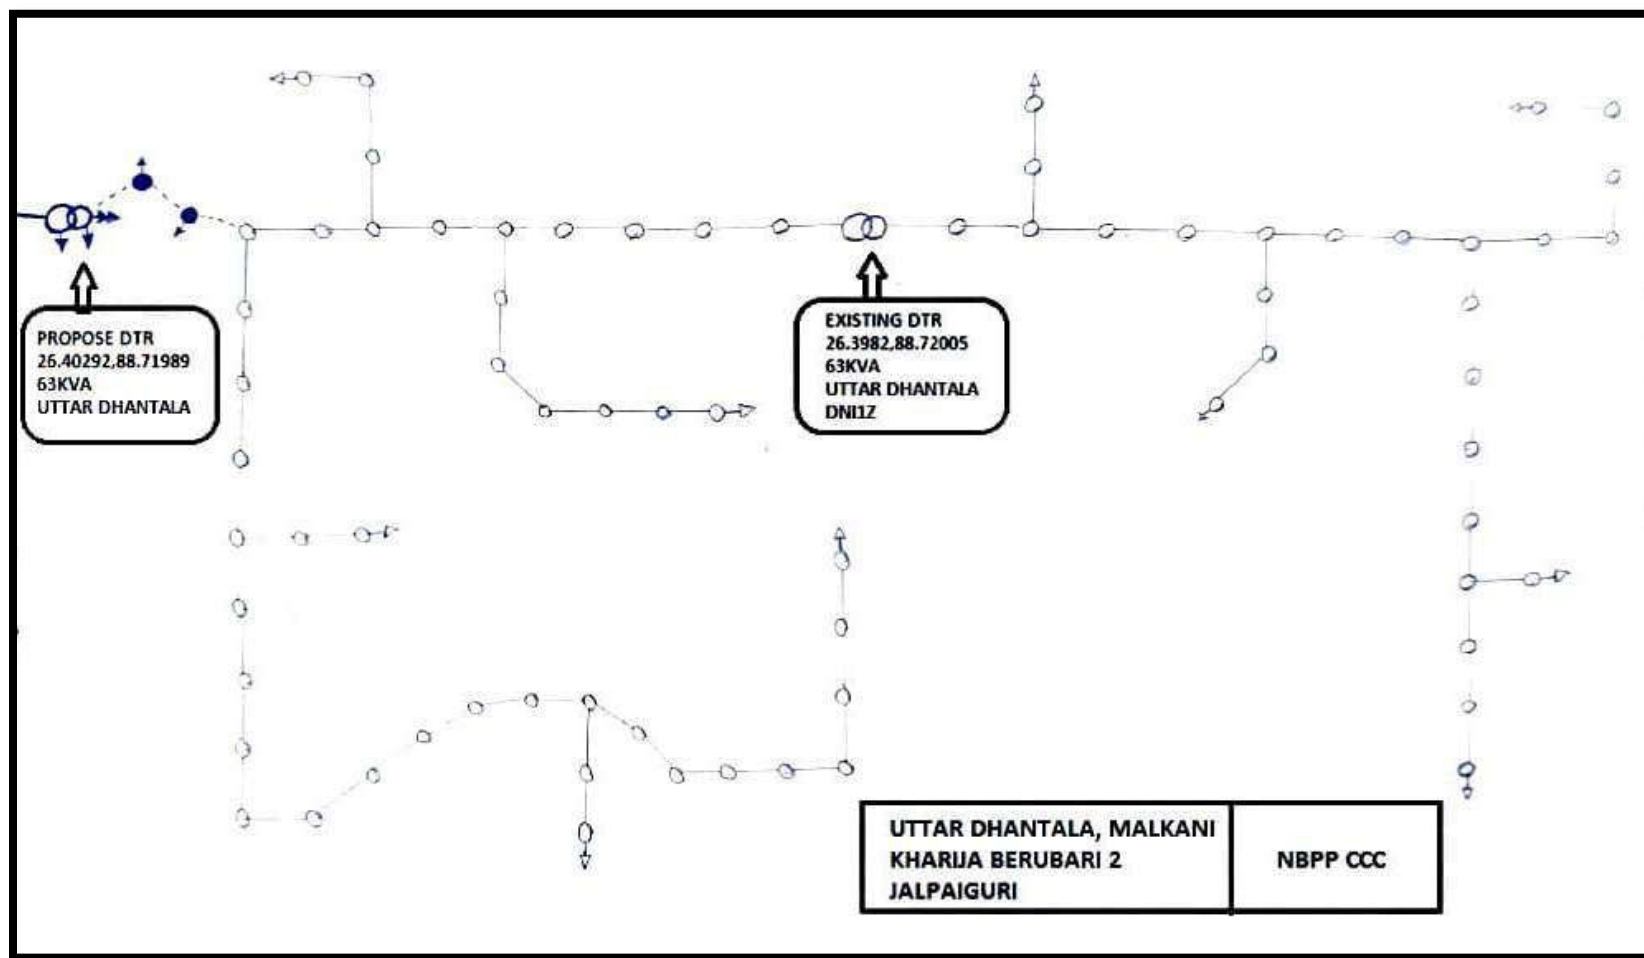 PROPOSE DTR
26.40292,88.71989
63KVA
UTTAR DHANTALA
EXISTING DTR
26.3982,88.72005
63KVA
UTTAR DHANTALA
DNI1Z
UTTAR DHANTALA, MALKANI
KHARIJA BERUBARI 2
JALPAIGURI
NBPP CCC